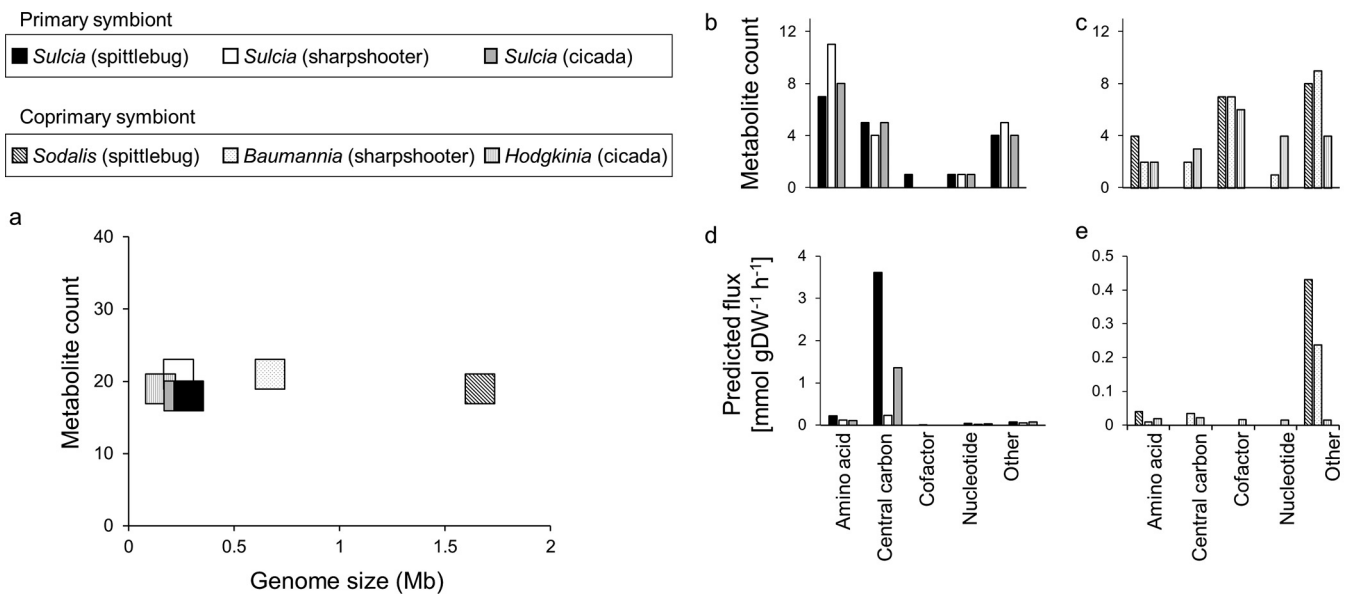 Primary symbiont
Sulcia (spittlebug) Sulcia (sharpshooter) Sulcia (cicada)
Coprimary symbiont
Sodalis (spittlebug) Baumannia (sharpshooter) Hodgkinia (cicada)
a
Metabolite count
40
30
20
10
0
0 0.5 1 1.5 2
Genome size (Mb)
b
Metabolite count
12
8
4
0
c
12
8
4
0
d
Predicted flux
[mmol gDW⁻¹ h⁻¹]
4
3
2
1
0
Amino acid
Central carbon
Cofactor
Nucleotide
Other
e
0.5
0.4
0.3
0.2
0.1
0
Amino acid
Central carbon
Cofactor
Nucleotide
Other